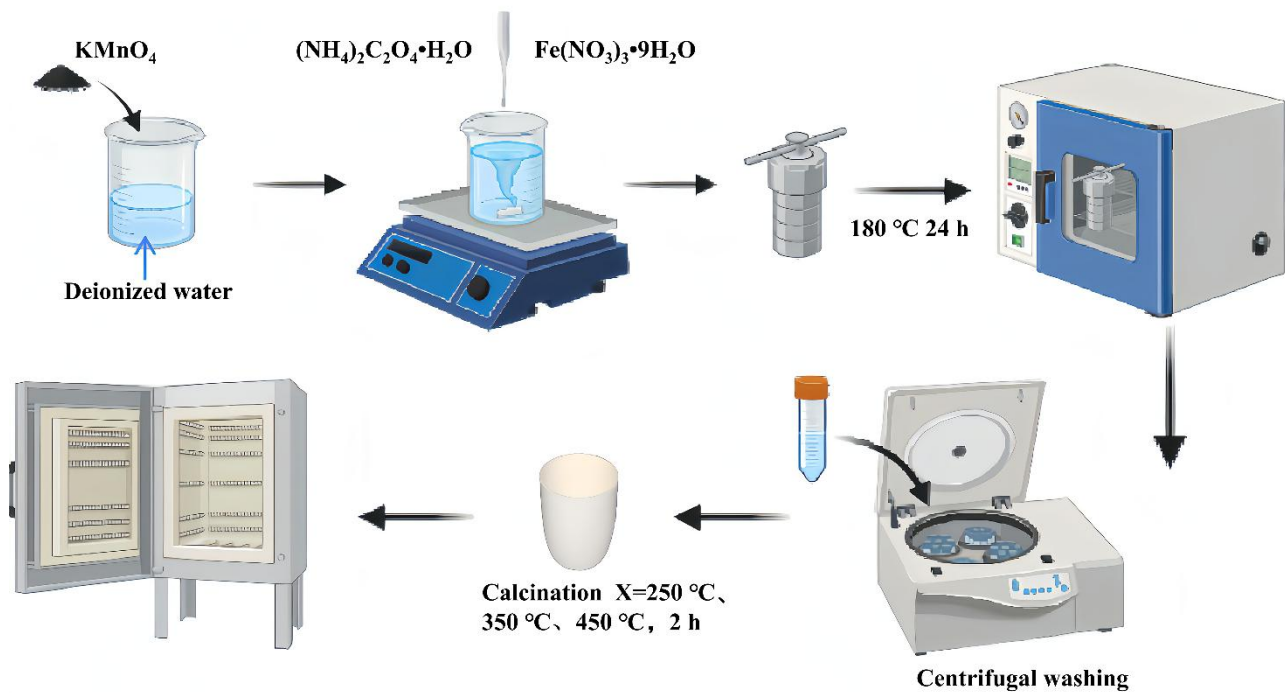 KMnO₄
(NH₄)₂C₂O₄•H₂O
Fe(NO₃)₃•9H₂O
Deionized water
180 ℃ 24 h
Calcination X=250 ℃、
350 ℃、450 ℃，2 h
Centrifugal washing